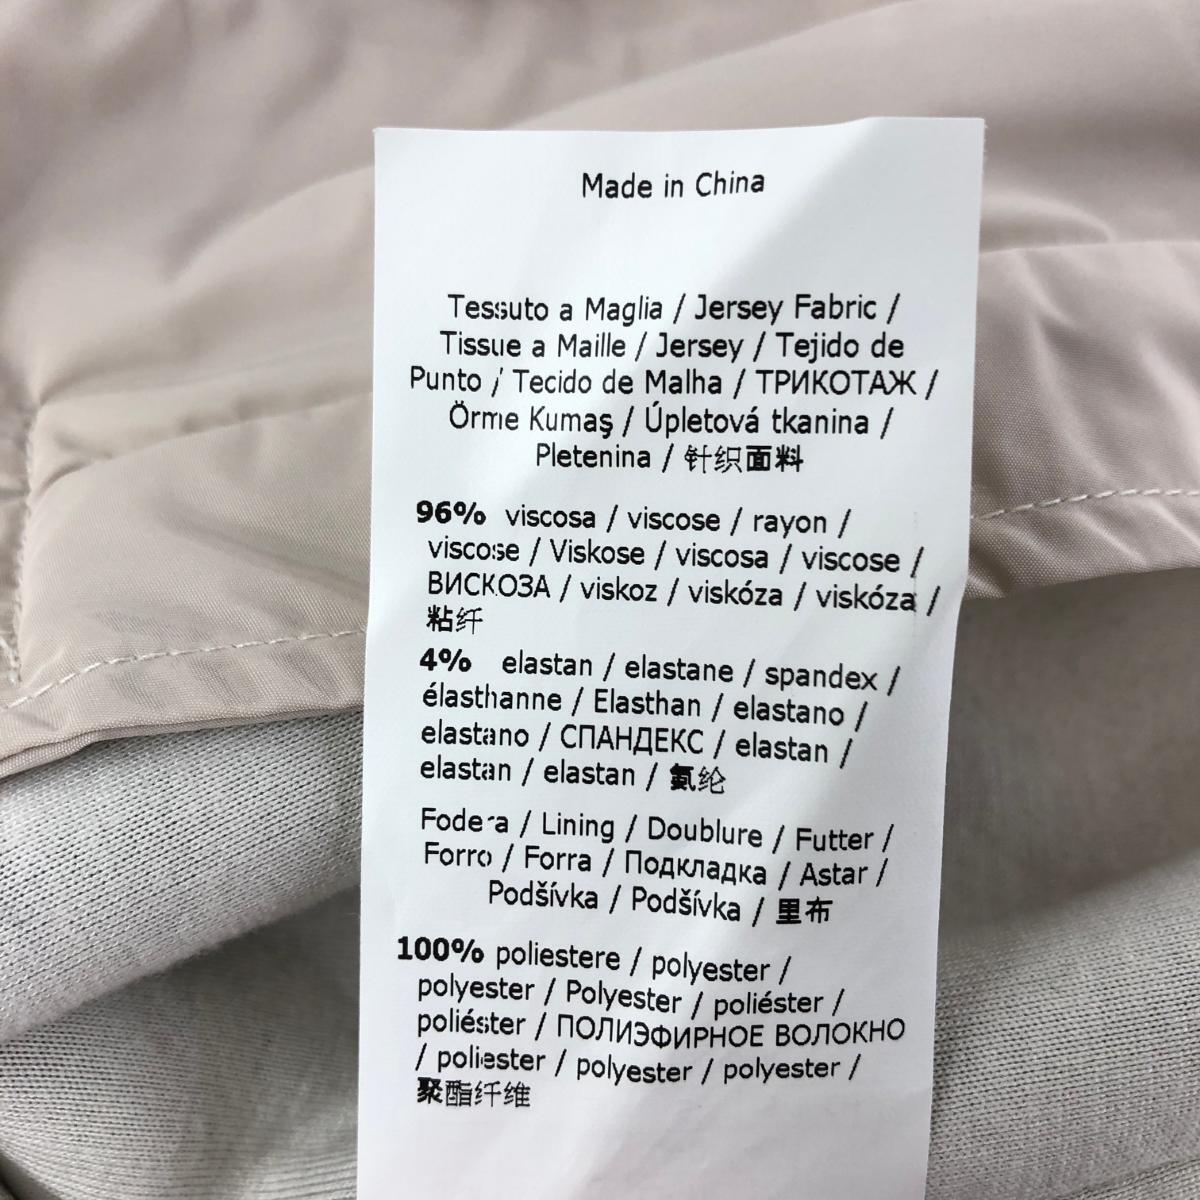 Made in China
Tessuto a Maglia / Jersey Fabric /
Tissue a Maille / Jersey / Tejido de
Punto / Tecido de Malha / ТРИКОТАЖ /
Örme Kumaş / Úpletová tkanina /
Pletenina / 针织面料
96% viscosa / viscose / rayon /
viscose / Viskose / viscosa / viscose /
ВИСКОЗА / viskoz / viskóza / viskóza /
粘纤
4% elastan / elastane / spandex /
élasthanne / Elasthan / elastano /
elastano / СПАНДЕКС / elastan /
elastan / elastan / 氨纶
Fodera / Lining / Doublure / Futter /
Forro / Forra / Подкладка / Astar /
Podšívka / Podšívka / 里布
100% poliestere / polyester /
polyester / Polyester / poliéster /
poliéster / ПОЛИЭФИРНОЕ ВОЛОКНО
/ poliester / polyester / polyester /
聚酯纤维